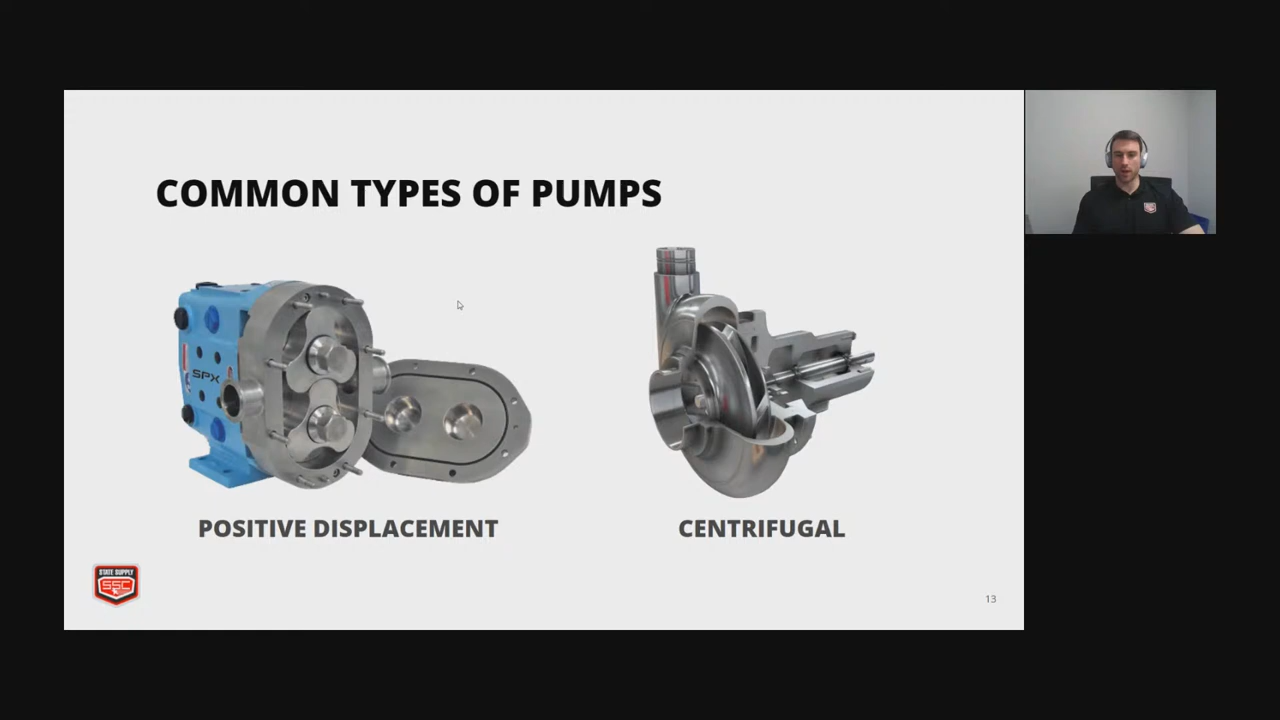 COMMON TYPES OF PUMPS
SPX
POSITIVE DISPLACEMENT
CENTRIFUGAL
STATE SUPPLY
SSC
13